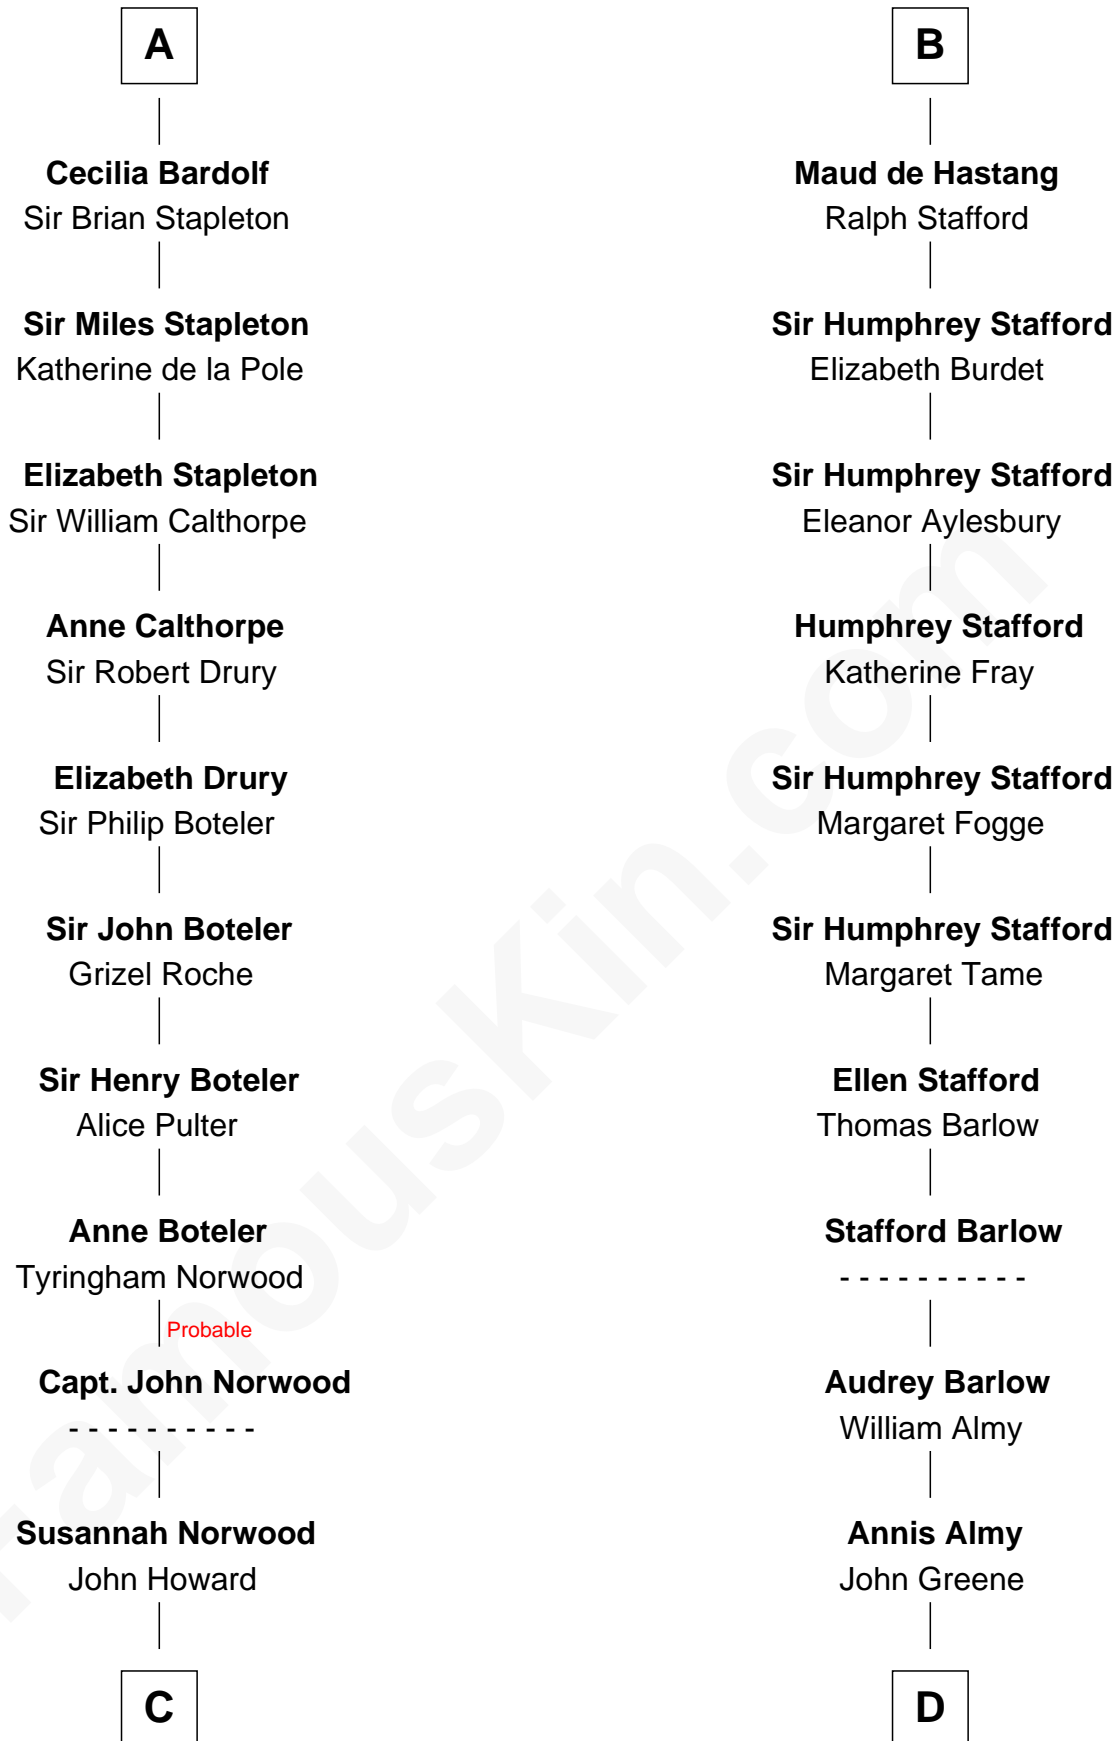 A
Cecilia Bardolf
Sir Brian Stapleton
Sir Miles Stapleton
Katherine de la Pole
Elizabeth Stapleton
Sir William Calthorpe
Anne Calthorpe
Sir Robert Drury
Elizabeth Drury
Sir Philip Boteler
Sir John Boteler
Grizel Roche
Sir Henry Boteler
Alice Pulter
Anne Boteler
Tyringham Norwood
Probable
Capt. John Norwood
- - - - - - - - - -
Susannah Norwood
John Howard
C
B
Maud de Hastang
Ralph Stafford
Sir Humphrey Stafford
Elizabeth Burdet
Sir Humphrey Stafford
Eleanor Aylesbury
Humphrey Stafford
Katherine Fray
Sir Humphrey Stafford
Margaret Fogge
Sir Humphrey Stafford
Margaret Tame
Ellen Stafford
Thomas Barlow
Stafford Barlow
- - - - - - - - - -
Audrey Barlow
William Almy
Annis Almy
John Greene
D
FamousKin.com